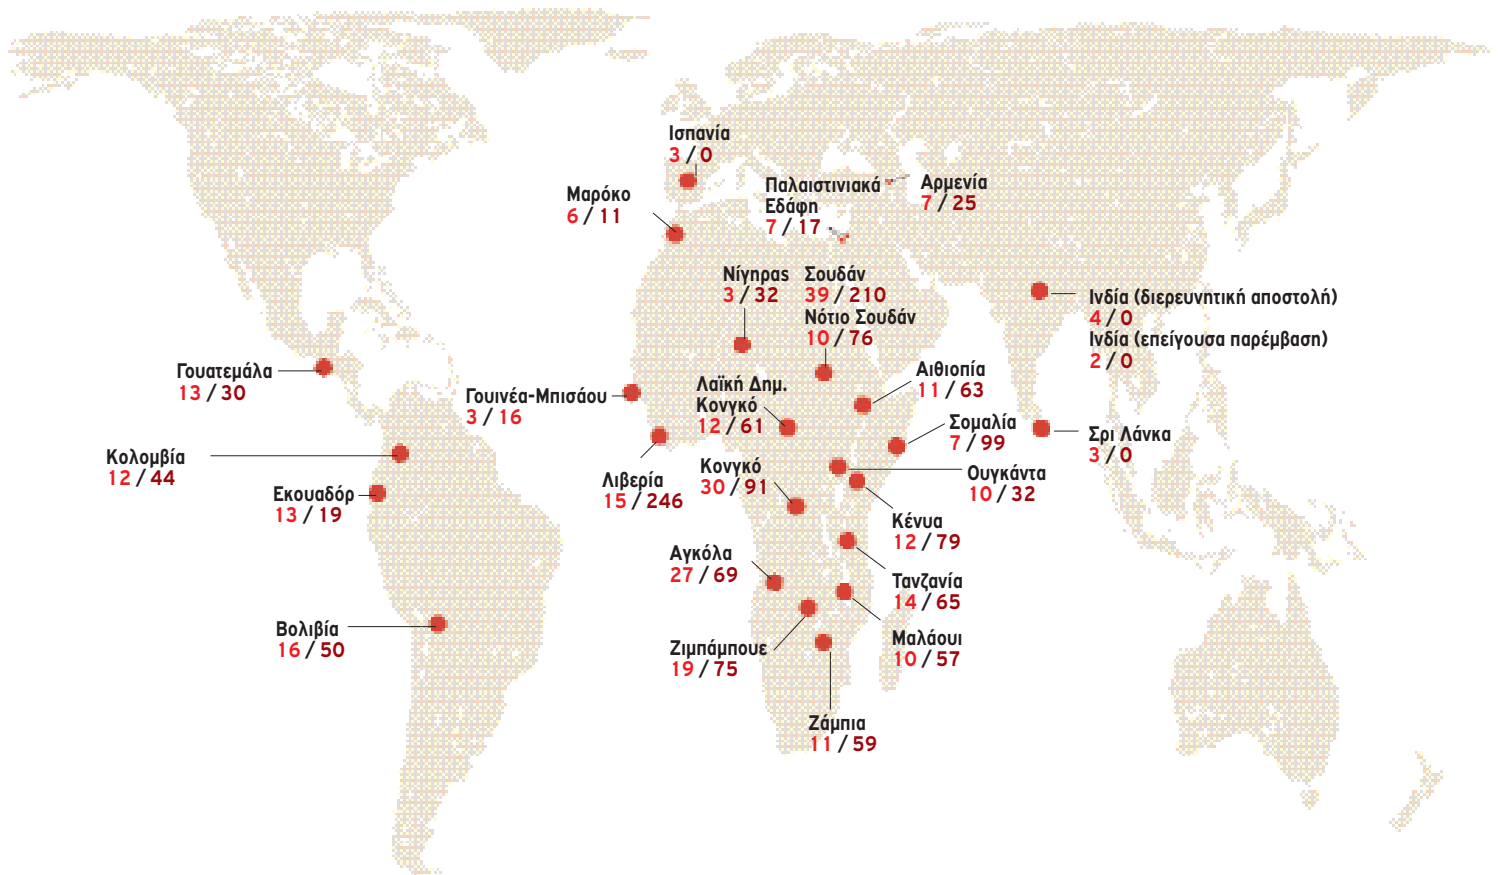 Ισπανία
3 / 0
Μαρόκο
6 / 11
Παλαιστινιακά
Εδάφη
7 / 17
Αρμενία
7 / 25
Νίγηρας
3 / 32
Σουδάν
39 / 210
Νότιο Σουδάν
10 / 76
Ινδία (διερευνητική αποστολή)
4 / 0
Ινδία (επείγουσα παρέμβαση)
2 / 0
Γουατεμάλα
13 / 30
Γουινέα-Μπισάου
3 / 16
Λαϊκή Δημ.
Κονγκό
12 / 61
Αιθιοπία
11 / 63
Σομαλία
7 / 99
Σρι Λάνκα
3 / 0
Κολομβία
12 / 44
Εκουαδόρ
13 / 19
Λιβερία
15 / 246
Κονγκό
30 / 91
Ουγκάντα
10 / 32
Κένυα
12 / 79
Αγκόλα
27 / 69
Τανζανία
14 / 65
Βολιβία
16 / 50
Ζιμπάμπουε
19 / 75
Μαλάουι
10 / 57
Ζάμπια
11 / 59